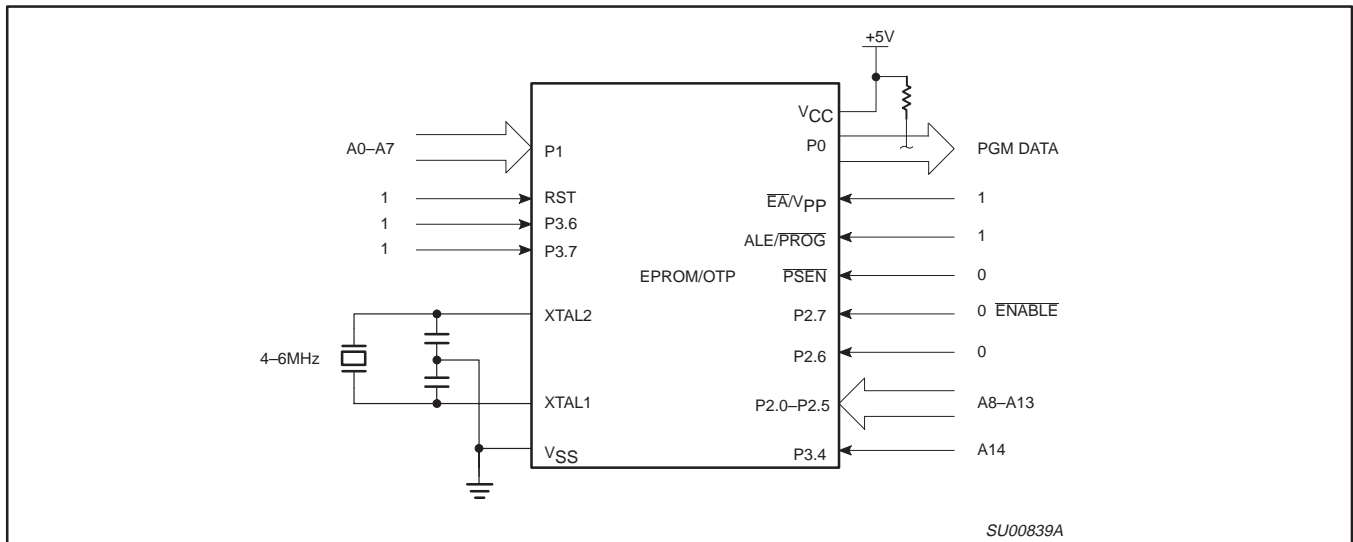 +5V
VCC
A0–A7
P1
P0
PGM DATA
1
RST
EA/VPP
1
1
P3.6
1
P3.7
ALE/PROG
1
EPROM/OTP
PSEN
0
XTAL2
P2.7
0 ENABLE
4–6MHz
P2.6
0
XTAL1
P2.0–P2.5
A8–A13
VSS
P3.4
A14
SU00839A